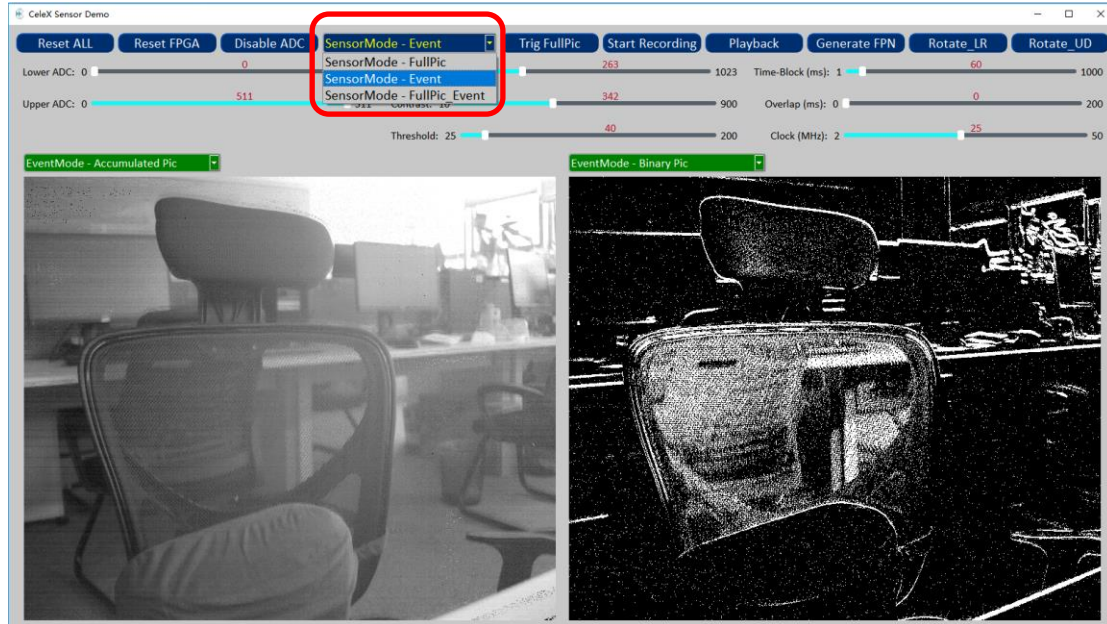 CeleX Sensor Demo
Reset ALL Reset FPGA Disable ADC SensorMode - Event Trig FullPic Start Recording Playback Generate FPN Rotate_LR Rotate_UD
SensorMode - FullPic
SensorMode - Event
SensorMode - FullPic_Event
Lower ADC: 0 0 263 1023 Time-Block (ms): 1 60 1000
Upper ADC: 0 511 511 Contrast: 10 342 900 Overlap (ms): 0 0 200
Threshold: 25 40 200 Clock (MHz): 2 25 50
EventMode - Accumulated Pic EventMode - Binary Pic